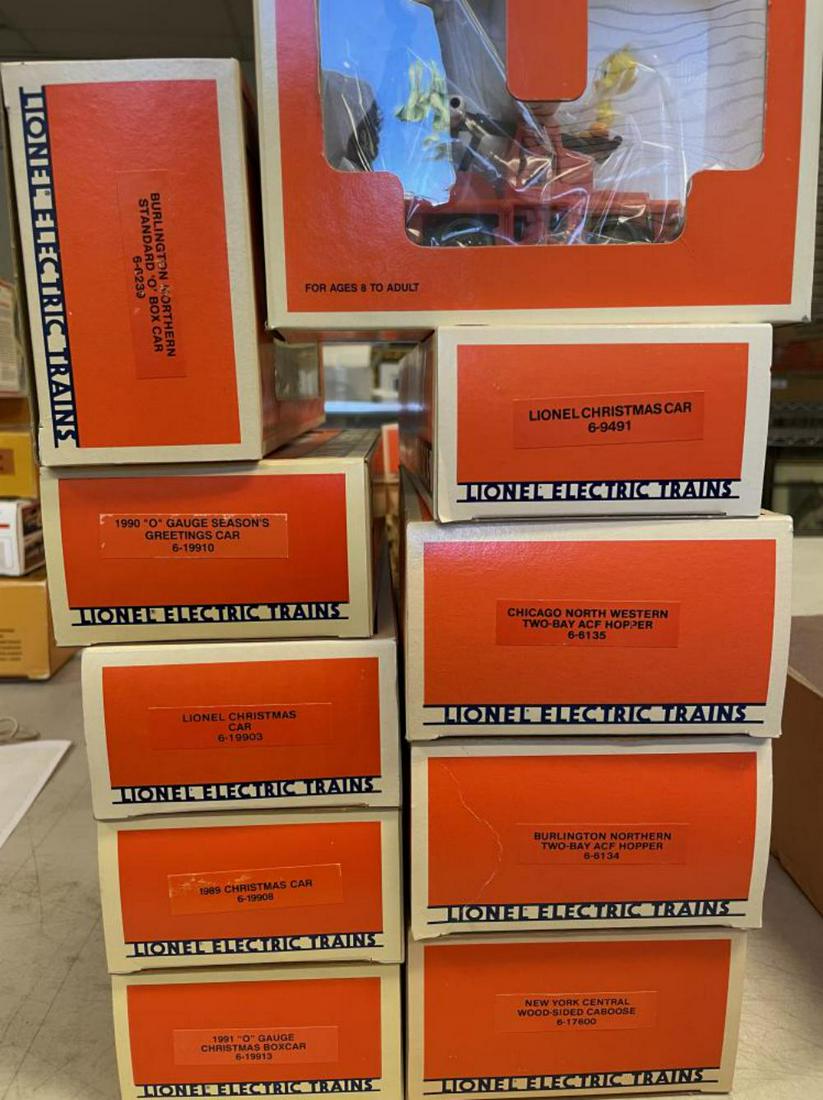 LIONEL ELECTRIC TRAINS
BURLINGTON NORTHERN
STANDARD 'O' BOX CAR
6-6239
FOR AGES 8 TO ADULT
LIONEL CHRISTMAS CAR
6-9491
LIONEL ELECTRIC TRAINS
1990 "O" GAUGE SEASON'S
GREETINGS CAR
6-19910
LIONEL ELECTRIC TRAINS
CHICAGO NORTH WESTERN
TWO-BAY ACF HOPPER
6-6135
LIONEL ELECTRIC TRAINS
LIONEL CHRISTMAS
CAR
6-19903
LIONEL ELECTRIC TRAINS
BURLINGTON NORTHERN
TWO-BAY ACF HOPPER
6-6134
LIONEL ELECTRIC TRAINS
1989 CHRISTMAS CAR
6-19908
LIONEL ELECTRIC TRAINS
NEW YORK CENTRAL
WOOD-SIDED CABOOSE
6-17600
LIONEL ELECTRIC TRAINS
1991 "O" GAUGE
CHRISTMAS BOXCAR
6-19913
LIONEL ELECTRIC TRAINS